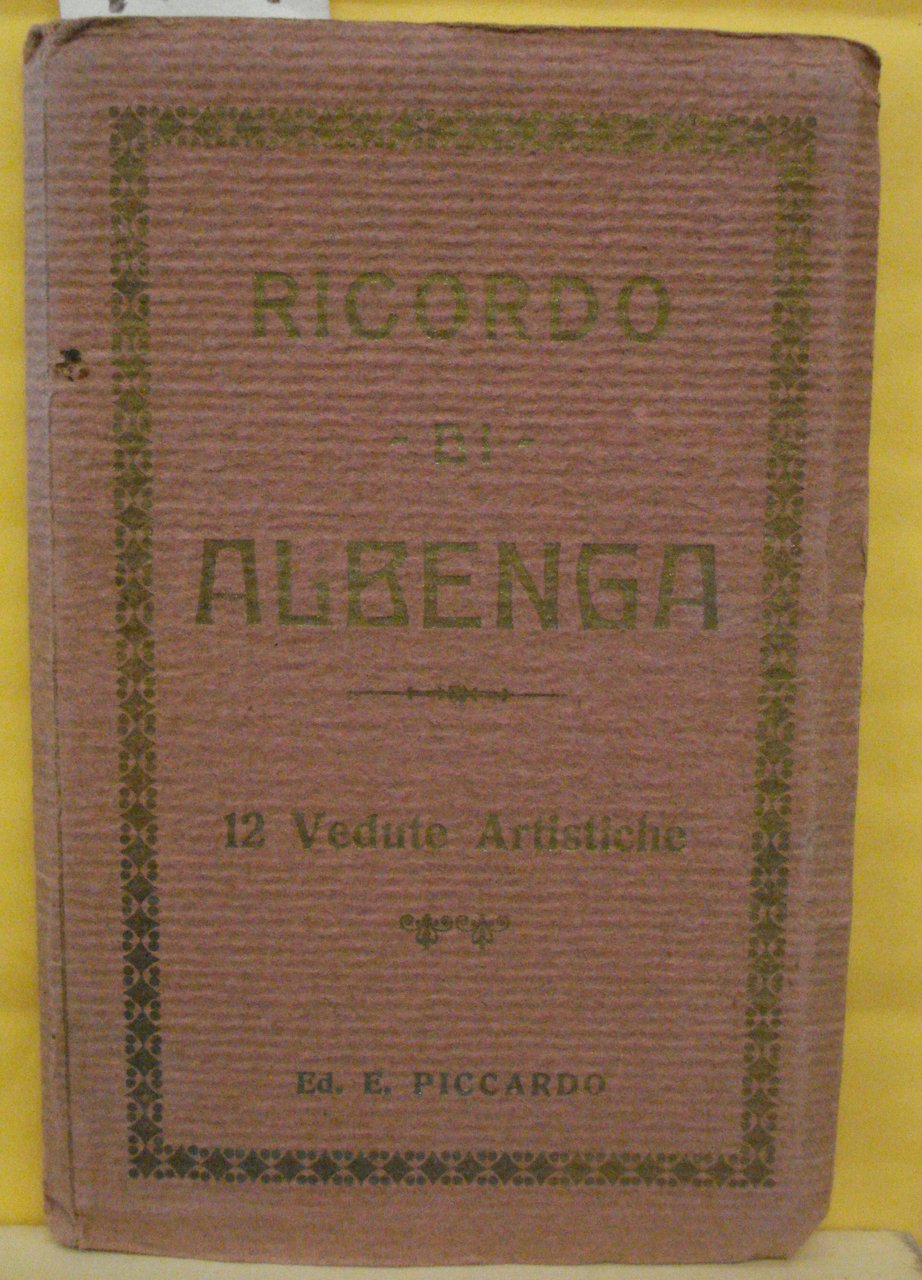 RICORDO
- DI -
ALBENGA
12 Vedute Artistiche
Ed. E. PICCARDO